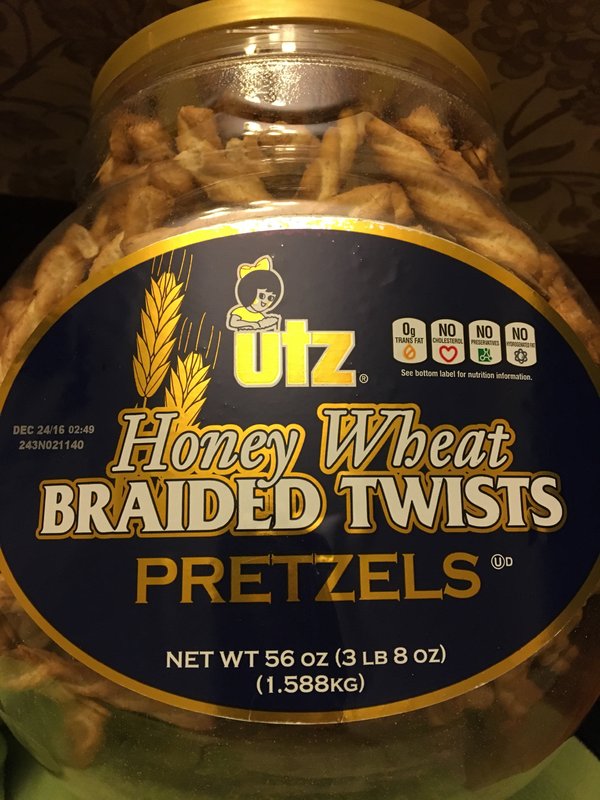 utz®
0g
TRANS FAT
NO
CHOLESTEROL
NO
PRESERVATIVES
NO
HYDROGENATED FAT
See bottom label for nutrition information.
DEC 24/16 02:49
243N021140
Honey Wheat
BRAIDED TWISTS
PRETZELS ⓊD
NET WT 56 OZ (3 LB 8 OZ)
(1.588KG)